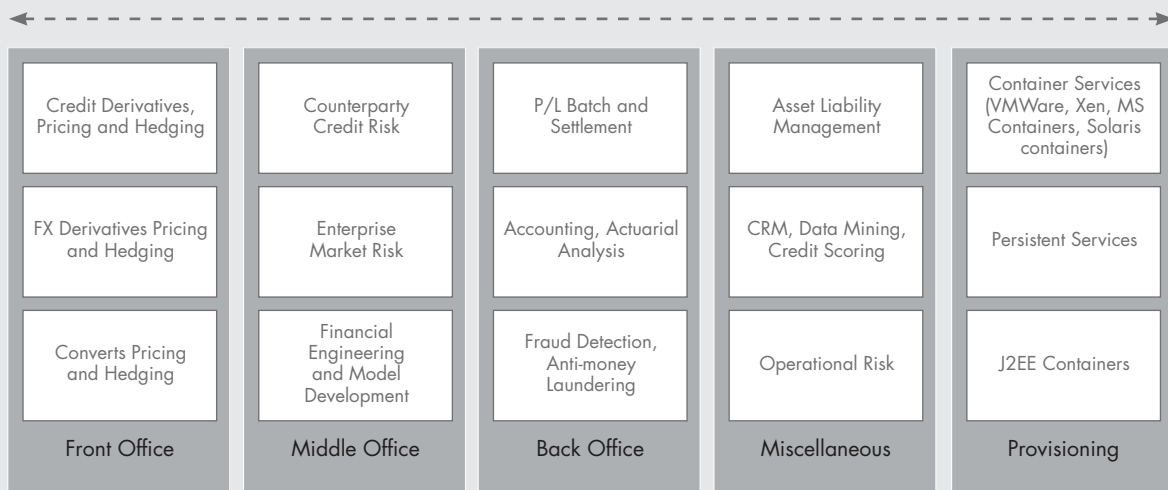 Credit Derivatives,
Pricing and Hedging
FX Derivatives Pricing
and Hedging
Converts Pricing
and Hedging
Front Office
Counterparty
Credit Risk
Enterprise
Market Risk
Financial
Engineering
and Model
Development
Middle Office
P/L Batch and
Settlement
Accounting, Actuarial
Analysis
Fraud Detection,
Anti-money
Laundering
Back Office
Asset Liability
Management
CRM, Data Mining,
Credit Scoring
Operational Risk
Miscellaneous
Container Services
(VMWare, Xen, MS
Containers, Solaris
containers)
Persistent Services
J2EE Containers
Provisioning